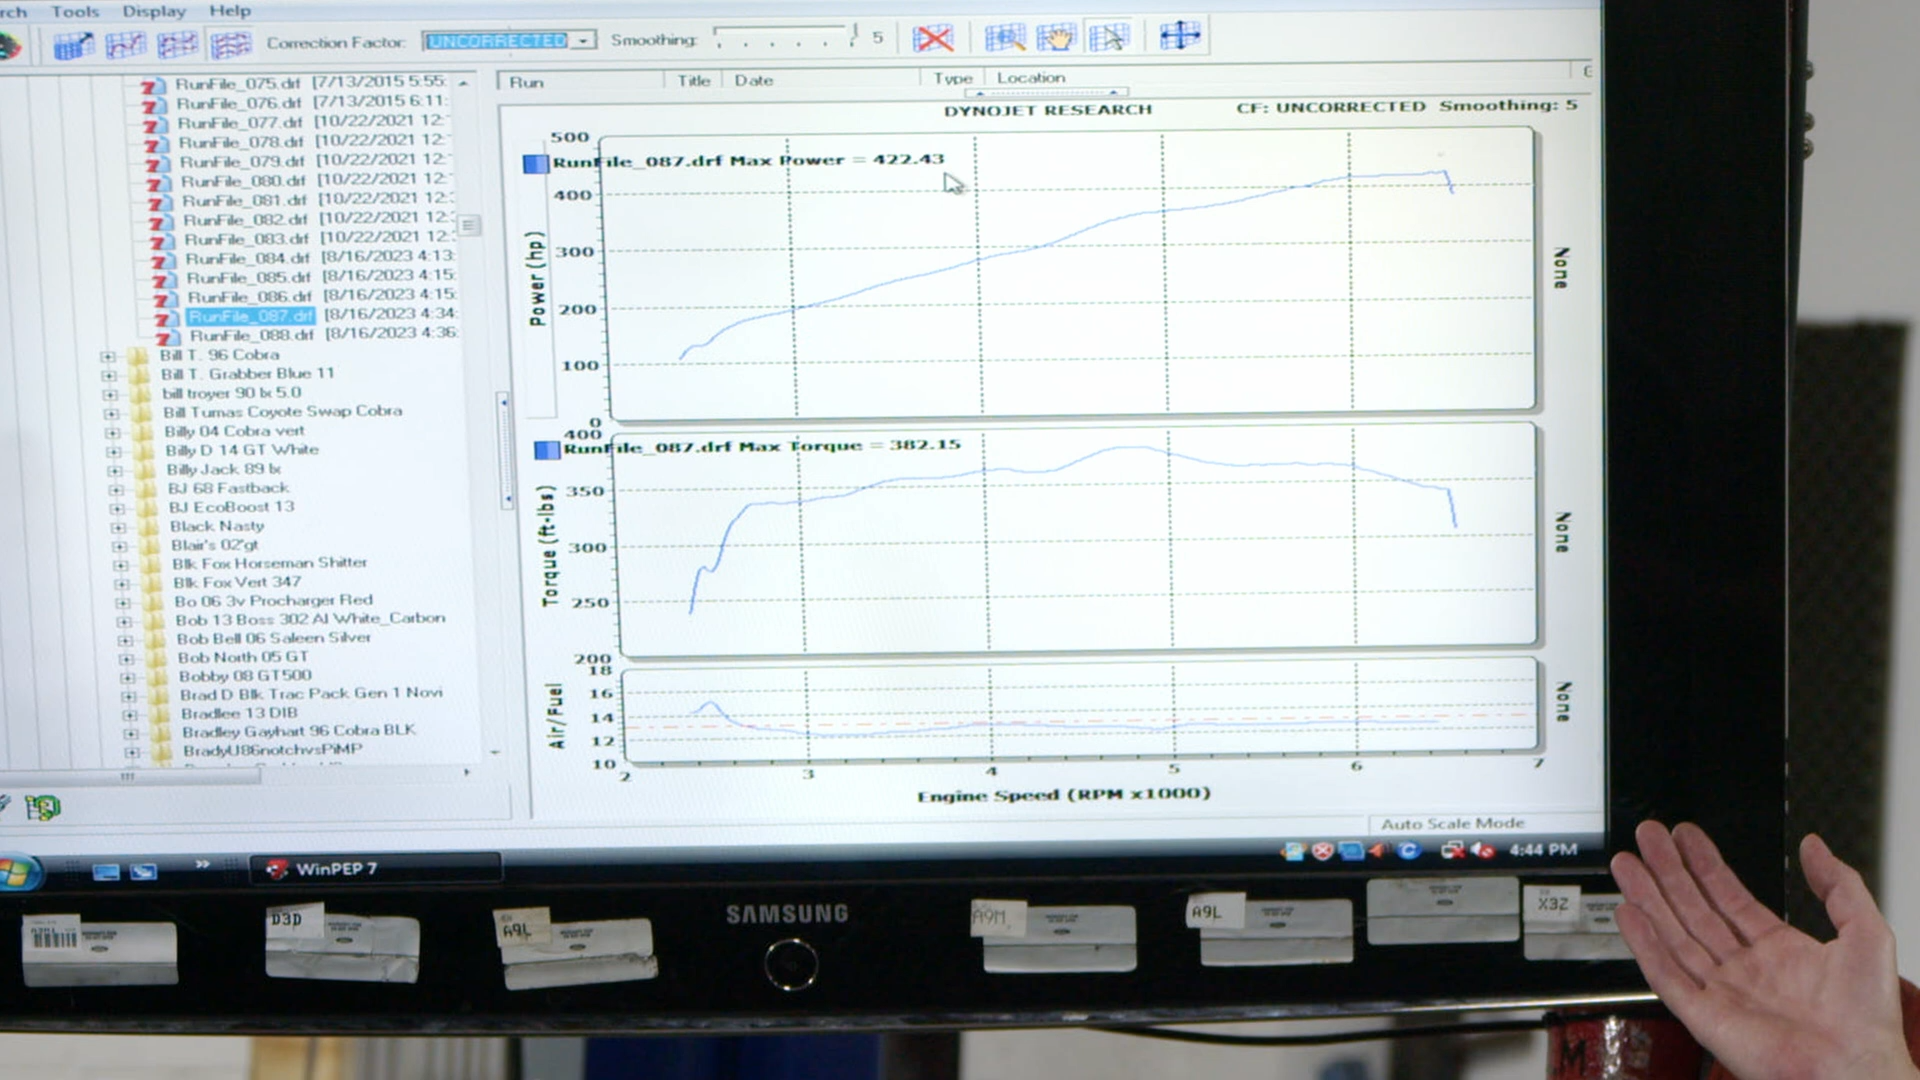 rch Tools Display Help
Correction Factor: UNCORRECTED Smoothing: 5
RunFile_075.drf [7/13/2015 5:55:
RunFile_076.drf [7/13/2015 6:11:
RunFile_077.drf [10/22/2021 12:
RunFile_078.drf [10/22/2021 12:
RunFile_079.drf [10/22/2021 12:
RunFile_080.drf [10/22/2021 12:
RunFile_081.drf [10/22/2021 12:
RunFile_082.drf [10/22/2021 12:
RunFile_083.drf [10/22/2021 12:
RunFile_084.drf [8/16/2023 4:13:
RunFile_085.drf [8/16/2023 4:15:
RunFile_086.drf [8/16/2023 4:15:
RunFile_087.drf [8/16/2023 4:34:
RunFile_088.drf [8/16/2023 4:36:
Bill T. 96 Cobra
Bill T. Grabber Blue 11
bill troyer 90 lx 5.0
Bill Tumas Coyote Swap Cobra
Billy 04 Cobra vert
Billy D 14 GT White
Billy Jack 89 lx
BJ 68 Fastback
BJ EcoBoost 13
Black Nasty
Blair's 02'gt
Blk Fox Horseman Shitter
Blk Fox Vert 347
Bo 06 3v Procharger Red
Bob 13 Boss 302 Al White_Carbon
Bob Bell 06 Saleen Silver
Bob North 05 GT
Bobby 08 GT500
Brad D Blk Trac Pack Gen 1 Novi
Bradlee 13 DIB
Bradley Gayhart 96 Cobra BLK
BradyU86notchvsPiMP
Run Title Date Type Location
DYNOJET RESEARCH CF: UNCORRECTED Smoothing: 5
RunFile_087.drf Max Power = 422.43
500
400
300
200
100
0
Power (hp)
None
RunFile_087.drf Max Torque = 382.15
400
350
300
250
200
Torque (ft-lbs)
None
18
16
14
12
10
Air/Fuel
None
2 3 4 5 6 7
Engine Speed (RPM x1000)
Auto Scale Mode
WinPEP 7
4:44 PM
SAMSUNG
D3D
A9L
A9M
A9L
X3Z
M